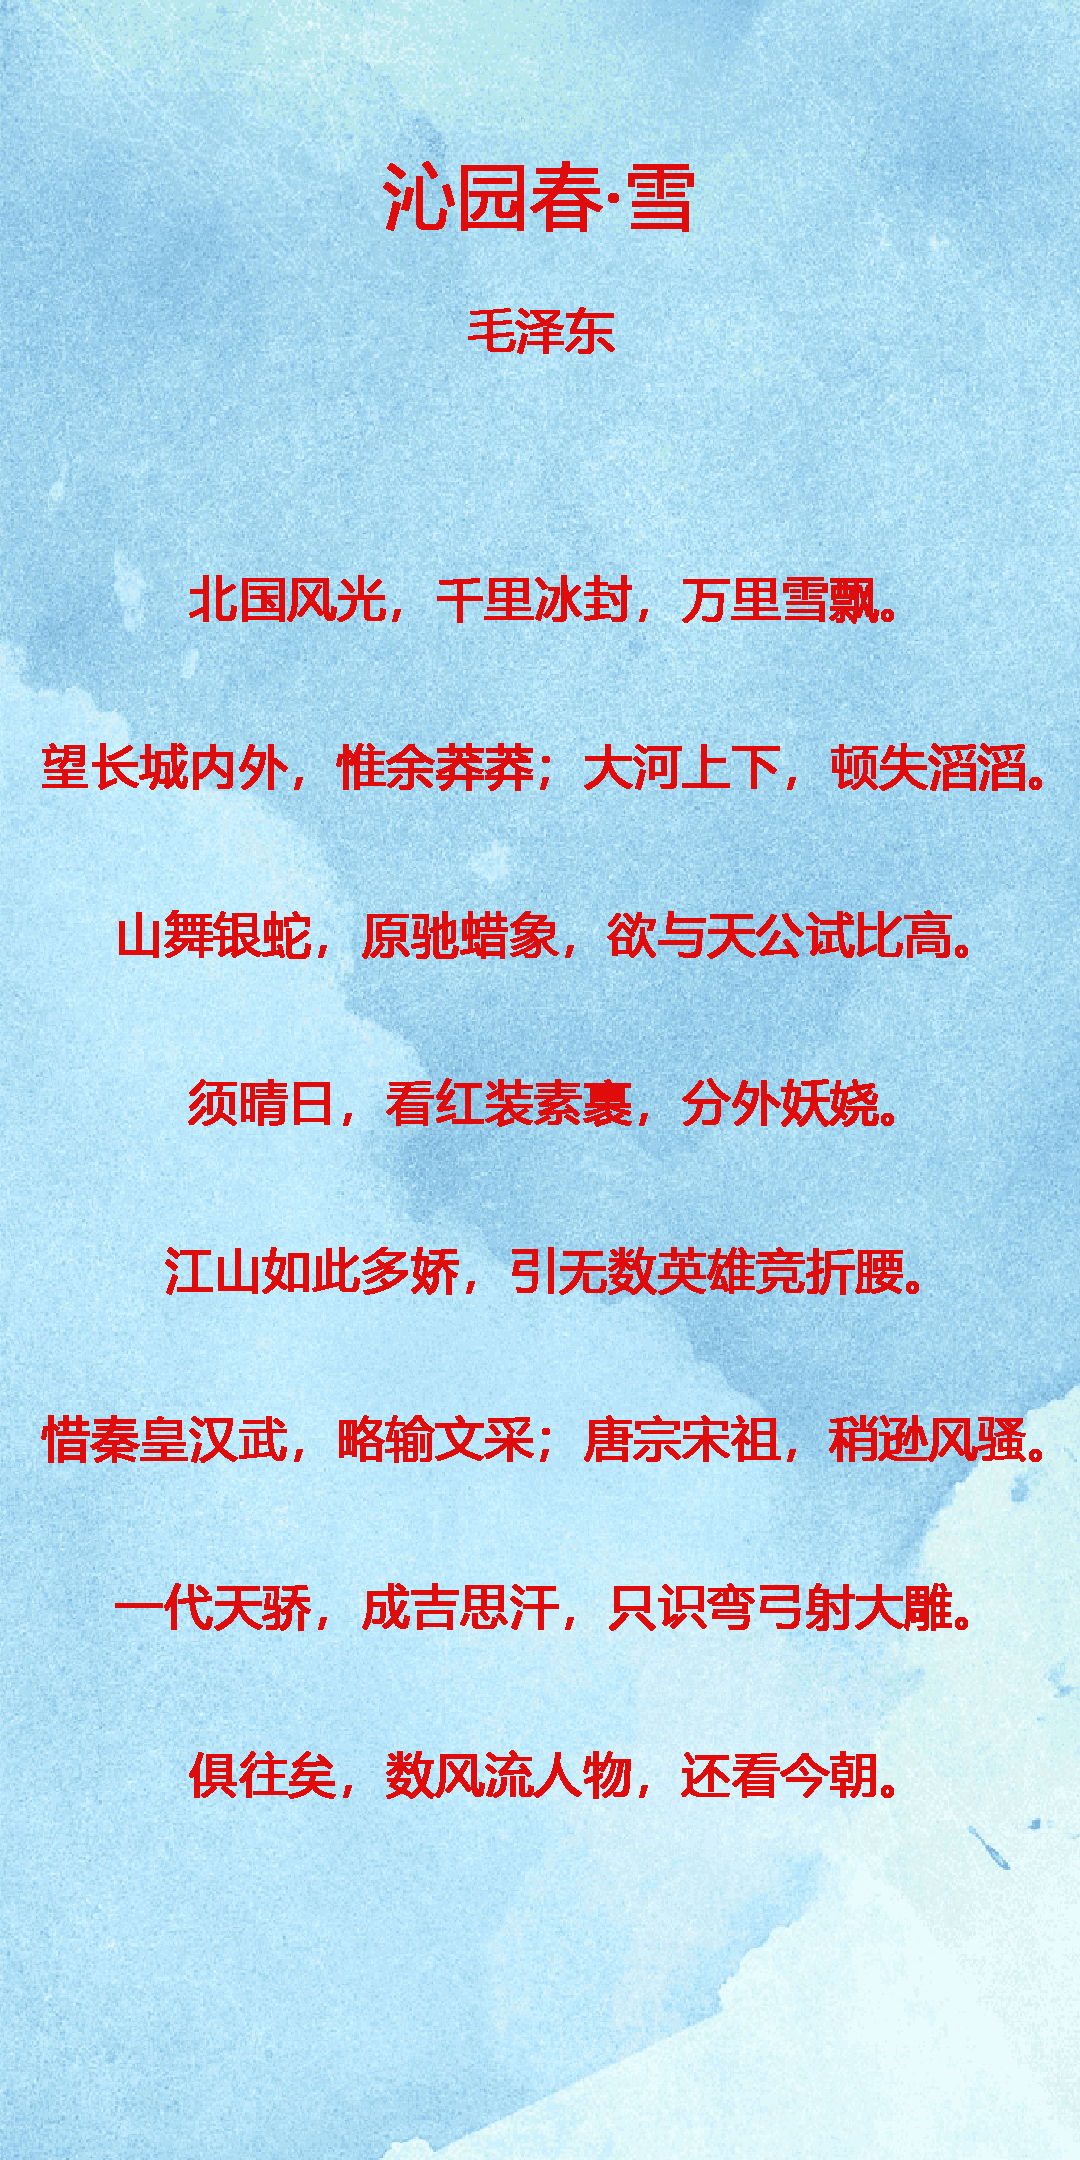 沁园春·雪
毛泽东
北国风光，千里冰封，万里雪飘。
望长城内外，惟余莽莽；大河上下，顿失滔滔。
山舞银蛇，原驰蜡象，欲与天公试比高。
须晴日，看红装素裹，分外妖娆。
江山如此多娇，引无数英雄竞折腰。
惜秦皇汉武，略输文采；唐宗宋祖，稍逊风骚。
一代天骄，成吉思汗，只识弯弓射大雕。
俱往矣，数风流人物，还看今朝。